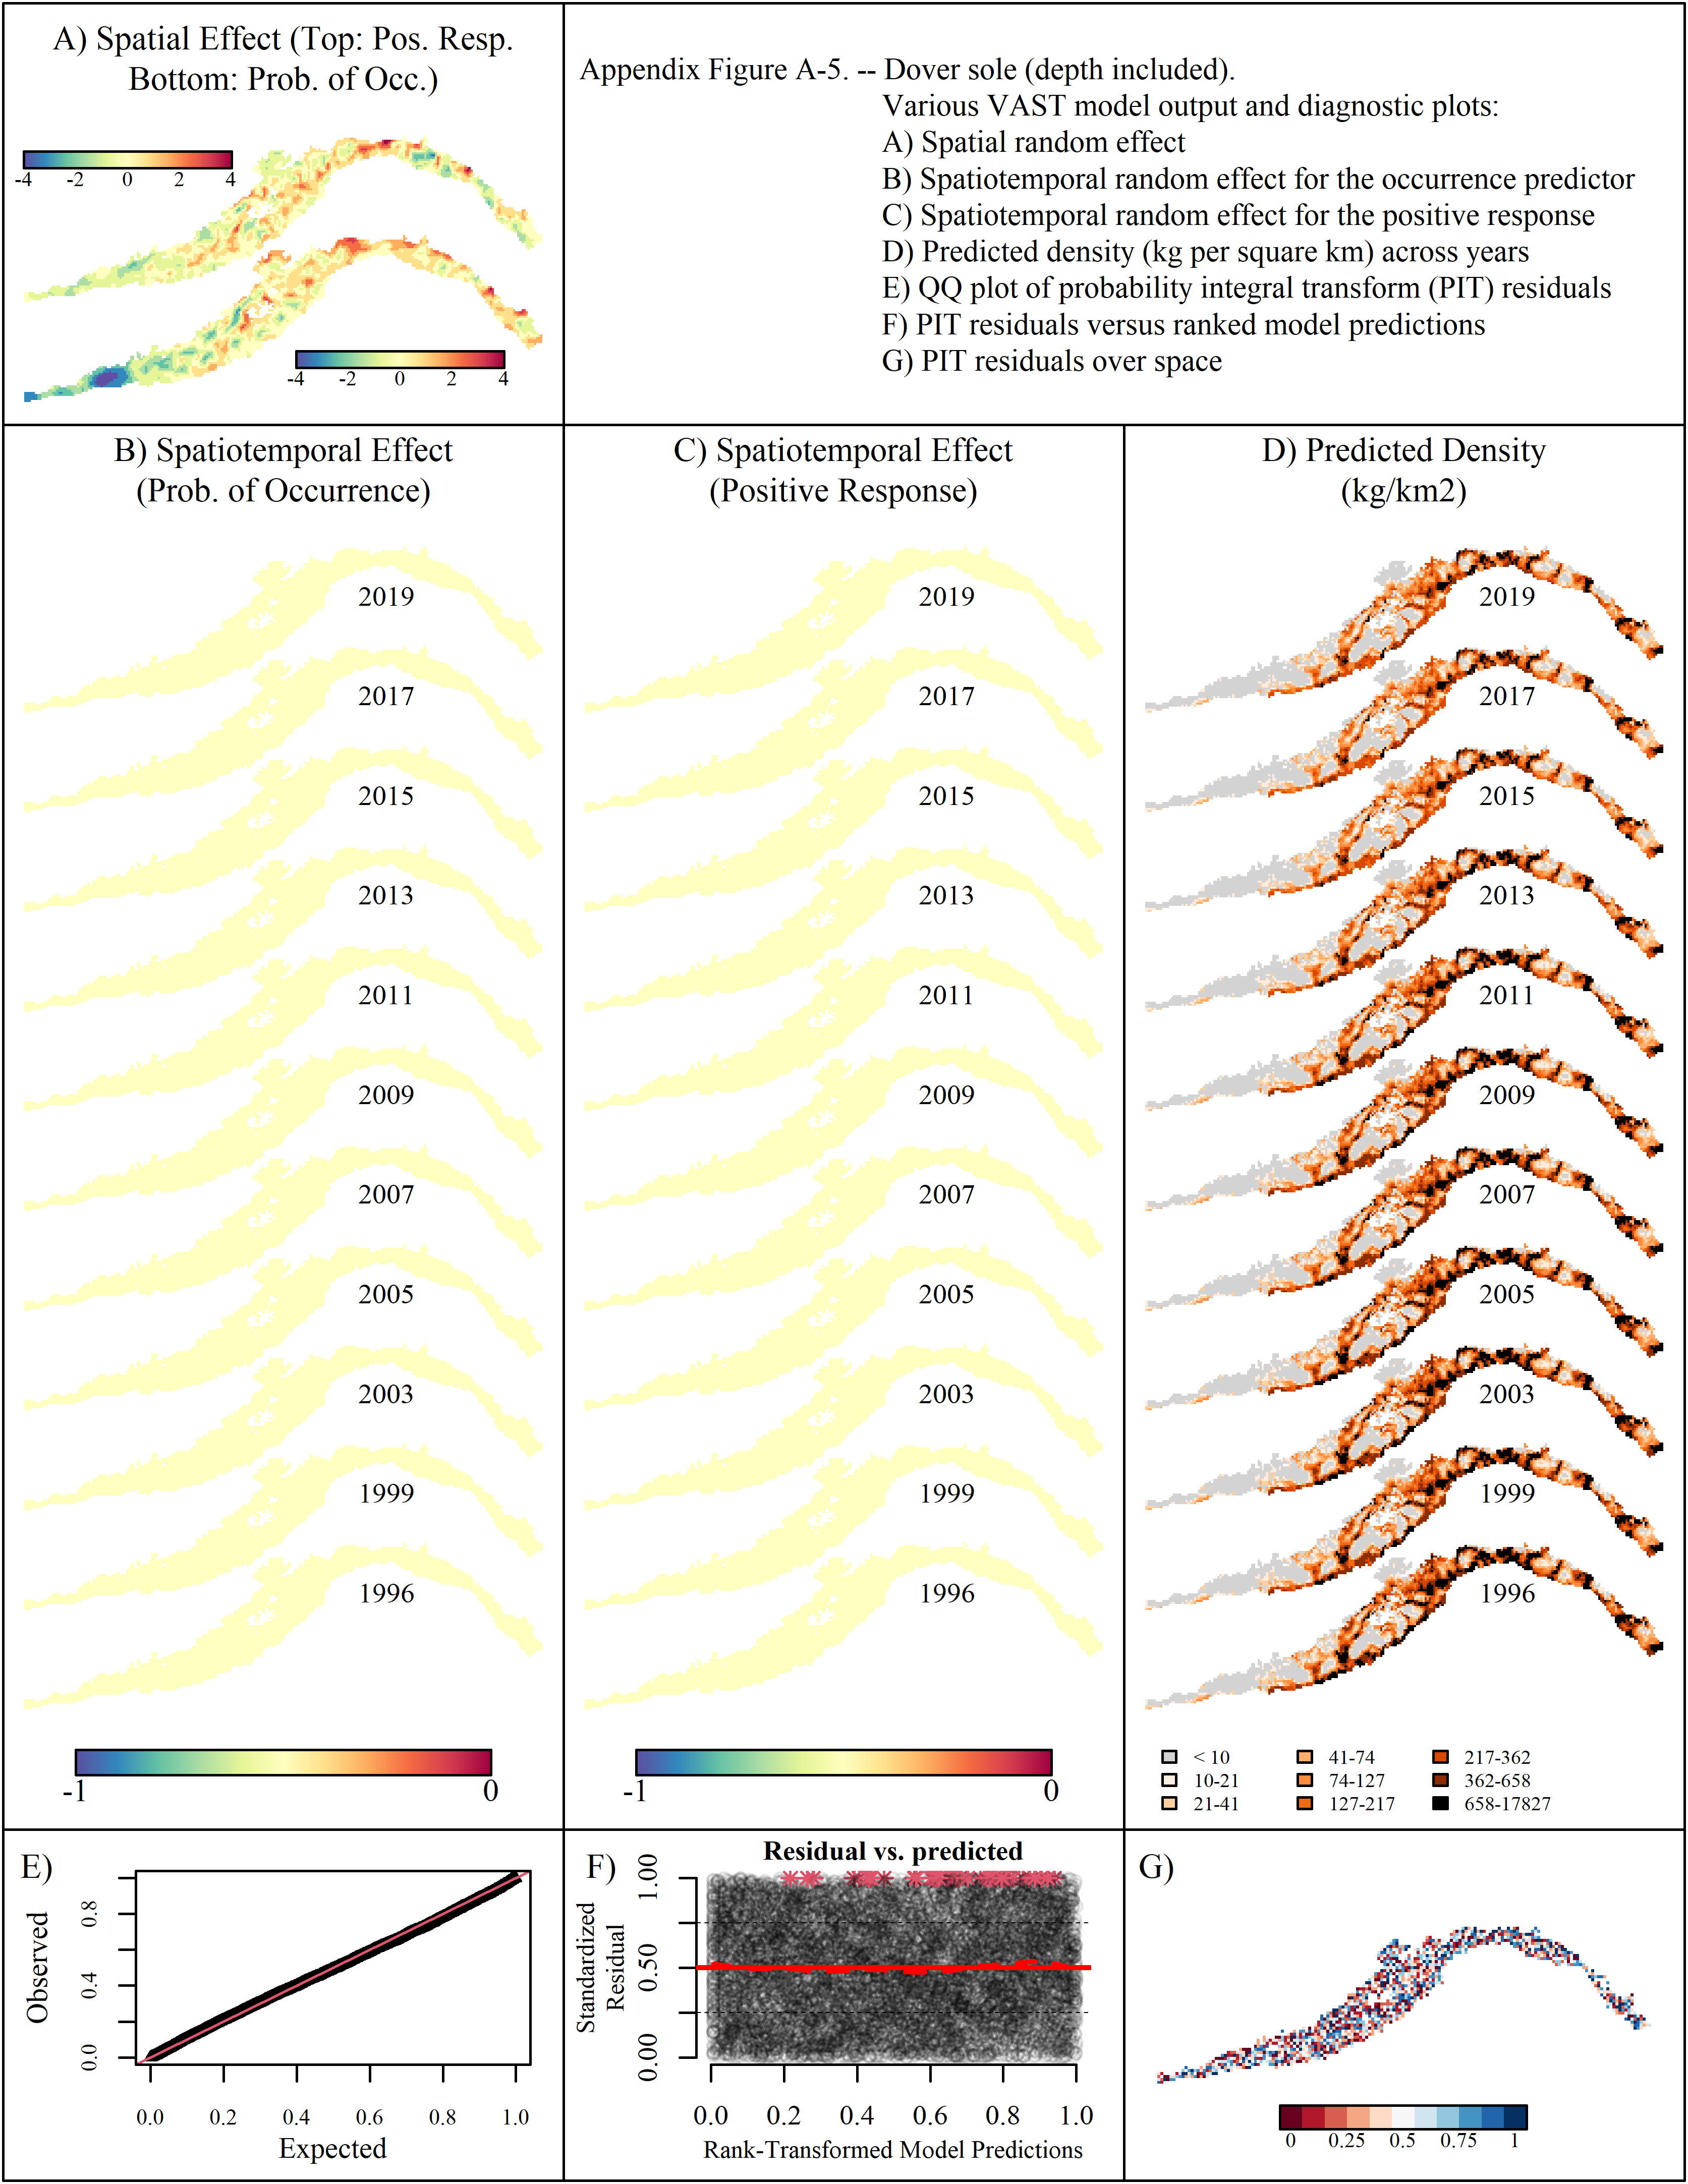 A) Spatial Effect (Top: Pos. Resp.
Bottom: Prob. of Occ.)
-4 -2 0 2 4
-4 -2 0 2 4
Appendix Figure A-5. -- Dover sole (depth included).
Various VAST model output and diagnostic plots:
A) Spatial random effect
B) Spatiotemporal random effect for the occurrence predictor
C) Spatiotemporal random effect for the positive response
D) Predicted density (kg per square km) across years
E) QQ plot of probability integral transform (PIT) residuals
F) PIT residuals versus ranked model predictions
G) PIT residuals over space
B) Spatiotemporal Effect
(Prob. of Occurrence)
2019
2017
2015
2013
2011
2009
2007
2005
2003
1999
1996
-1 0
C) Spatiotemporal Effect
(Positive Response)
2019
2017
2015
2013
2011
2009
2007
2005
2003
1999
1996
-1 0
D) Predicted Density
(kg/km2)
2019
2017
2015
2013
2011
2009
2007
2005
2003
1999
1996
< 10 41-74 217-362
10-21 74-127 362-658
21-41 127-217 658-17827
E)
Observed
0.8
0.4
0.0
0.0 0.2 0.4 0.6 0.8 1.0
Expected
F)
Residual vs. predicted
Standardized
Residual
1.00
0.50
0.00
0.0 0.2 0.4 0.6 0.8 1.0
Rank-Transformed Model Predictions
G)
0 0.25 0.5 0.75 1